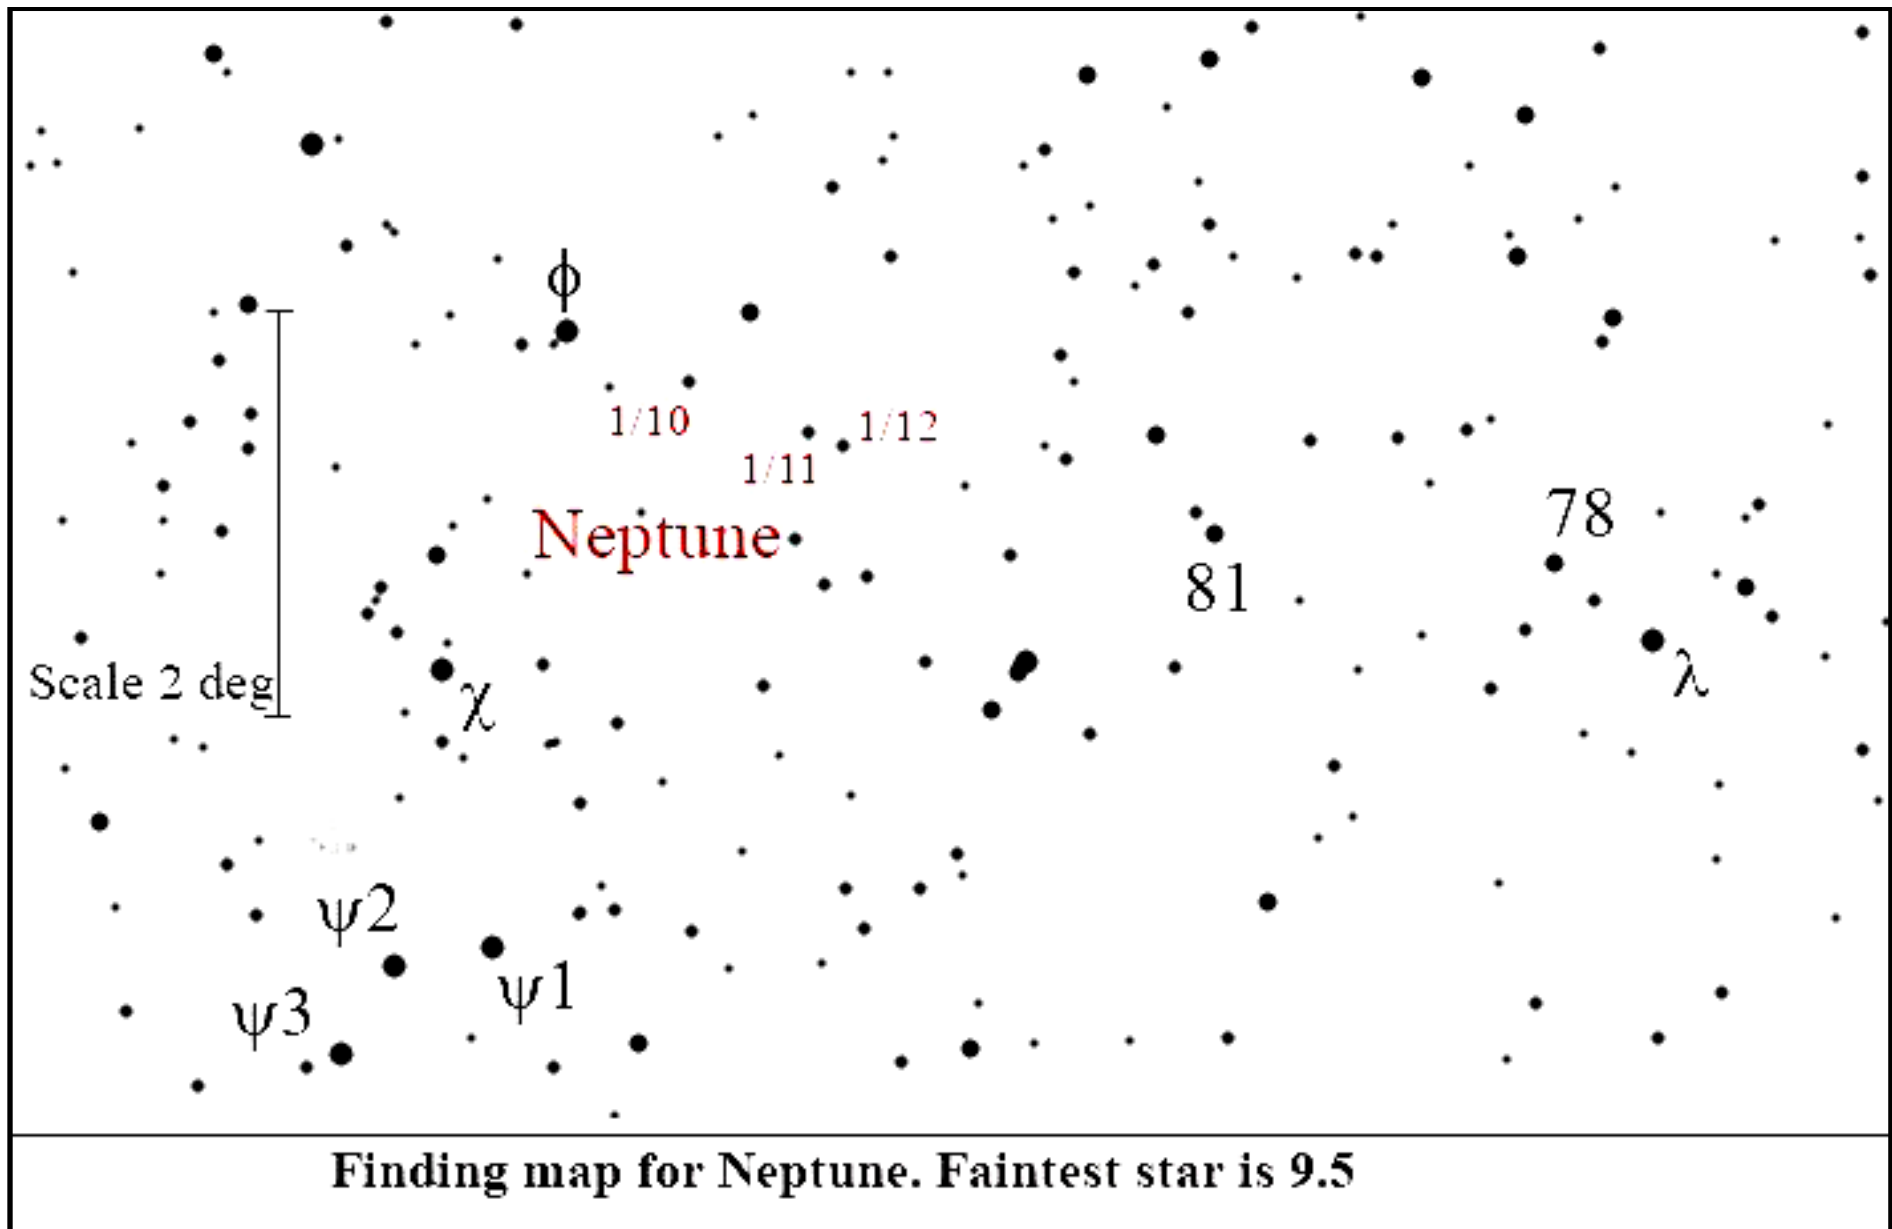 ϕ
1/10
1/12
1/11
Neptune
78
81
λ
Scale 2 deg
χ
ψ2
ψ1
ψ3
Finding map for Neptune. Faintest star is 9.5